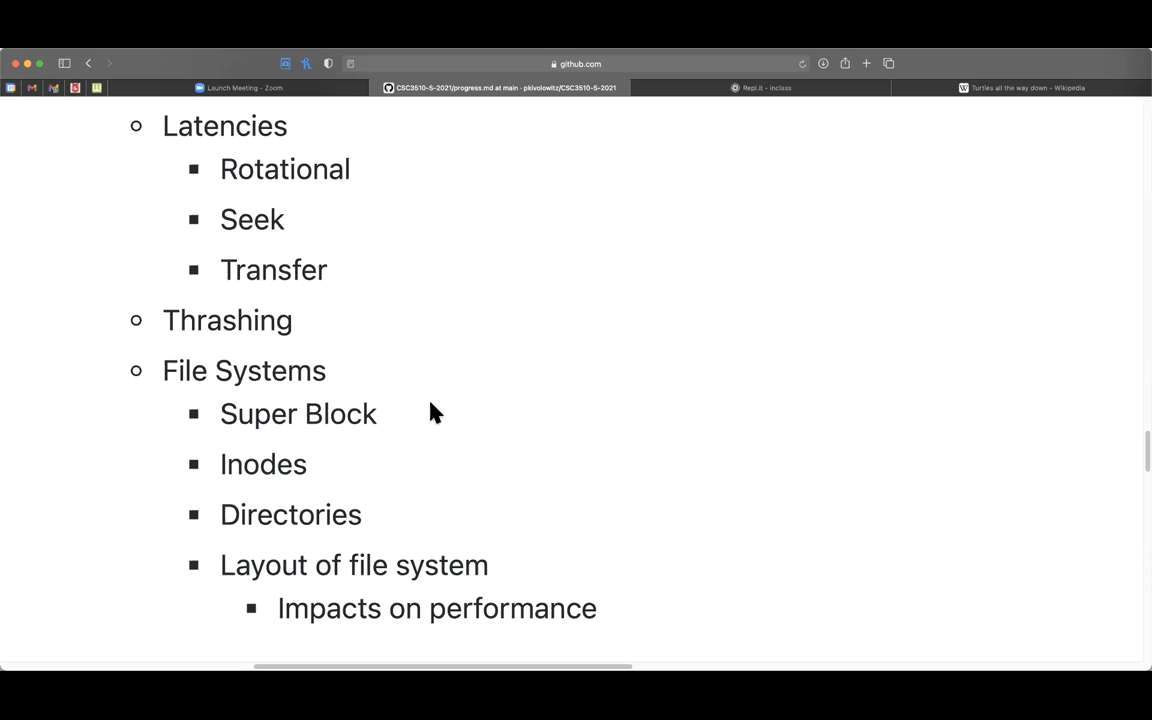 github.com
Launch Meeting - Zoom
CSC3510-S-2021/progress.md at main · pkivolowitz/CSC3510-S-2021
Repl.it - inclass
Turtles all the way down - Wikipedia
Latencies
Rotational
Seek
Transfer
Thrashing
File Systems
Super Block
Inodes
Directories
Layout of file system
Impacts on performance